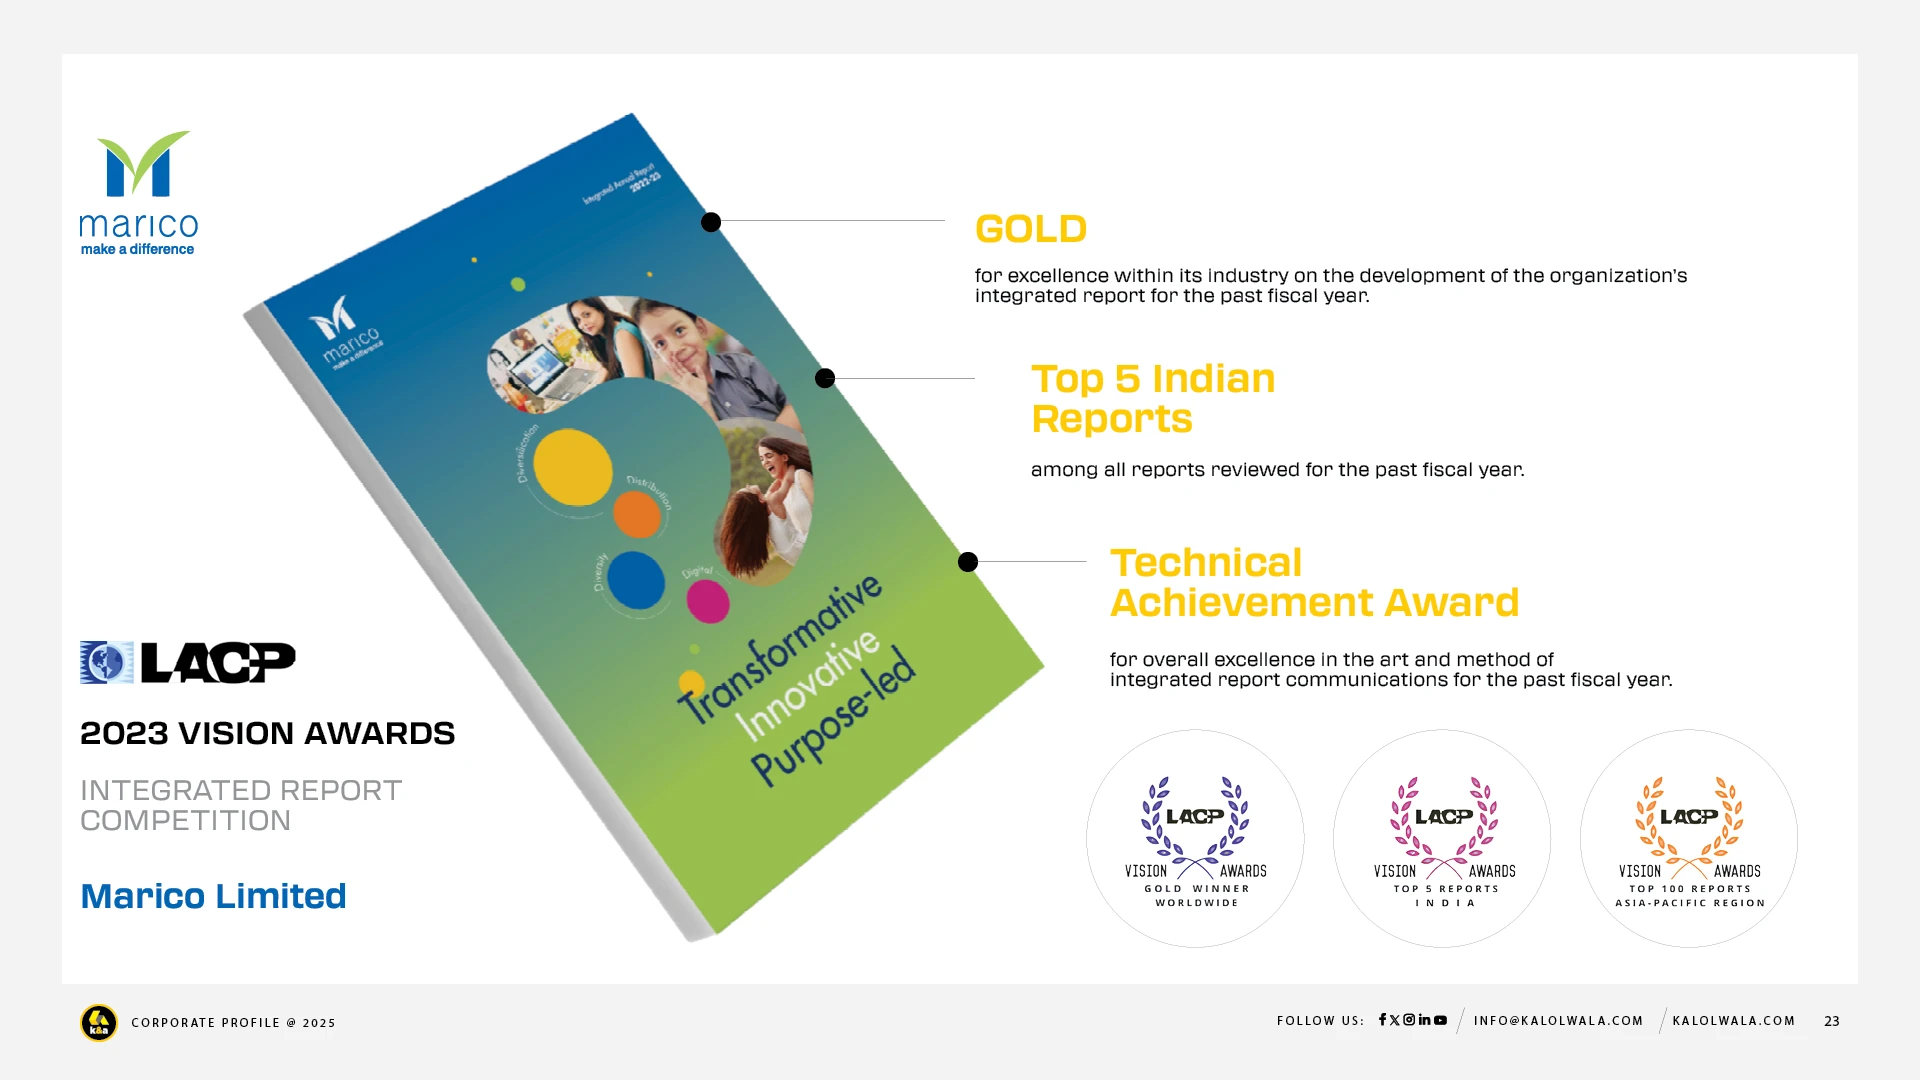 marico
make a difference
Integrated Annual Report
2022-23
marico
make a difference
Diversification
Distribution
Diversity
Digital
Transformative
Innovative
Purpose-led
GOLD
for excellence within its industry on the development of the organization's
integrated report for the past fiscal year.
Top 5 Indian
Reports
among all reports reviewed for the past fiscal year.
Technical
Achievement Award
for overall excellence in the art and method of
integrated report communications for the past fiscal year.
LACP
2023 VISION AWARDS
INTEGRATED REPORT
COMPETITION
Marico Limited
LACP
VISION AWARDS
GOLD WINNER
WORLDWIDE
LACP
VISION AWARDS
TOP 5 REPORTS
INDIA
LACP
VISION AWARDS
TOP 100 REPORTS
ASIA-PACIFIC REGION
k&a
CORPORATE PROFILE @ 2025
FOLLOW US:
INFO@KALOLWALA.COM
KALOLWALA.COM
23